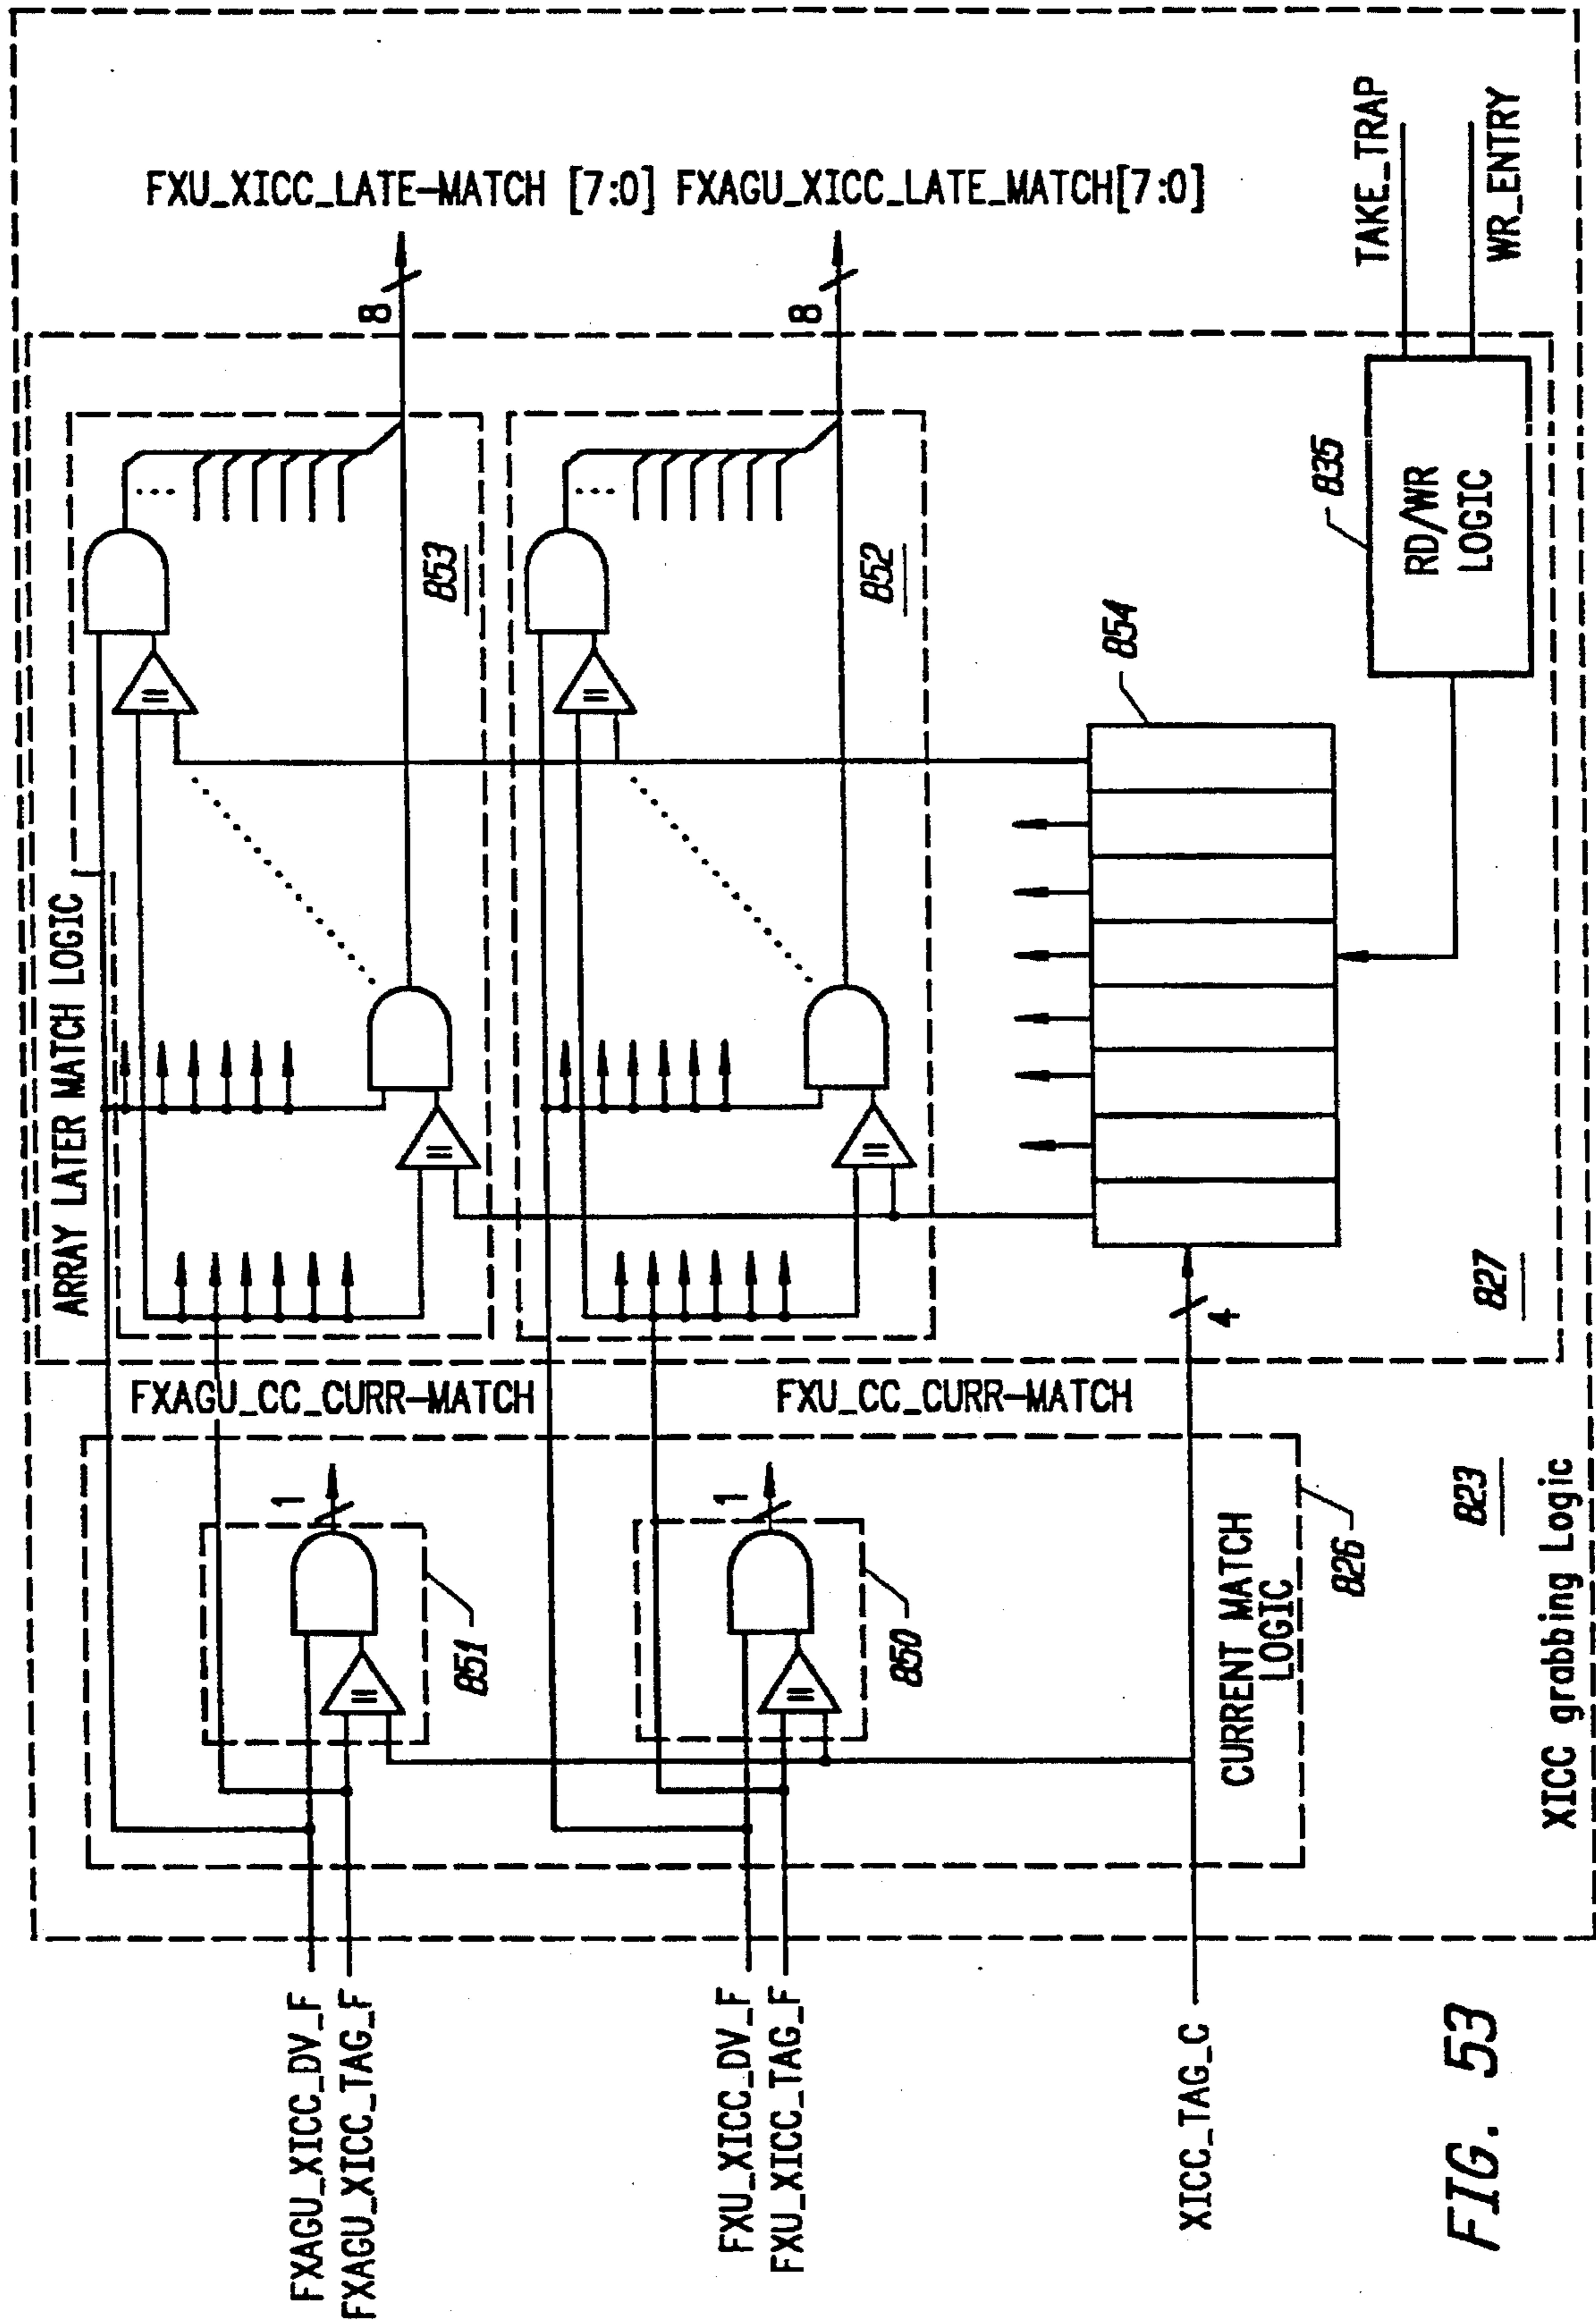 FXU_XICC_LATE-MATCH [7:0] FXAGU_XICC_LATE_MATCH[7:0]
TAKE_TRAP
WR_ENTRY
8
8
ARRAY LATER MATCH LOGIC
853
852
854
835
RD/WR
LOGIC
=
=
=
=
4
827
FXAGU_CC_CURR-MATCH
FXU_CC_CURR-MATCH
1
1
=
=
851
850
CURRENT MATCH
LOGIC
826
823
XICC grabbing Logic
FXAGU_XICC_DV_F
FXAGU_XICC_TAG_F
FXU_XICC_DV_F
FXU_XICC_TAG_F
XICC_TAG_C
FIG. 53